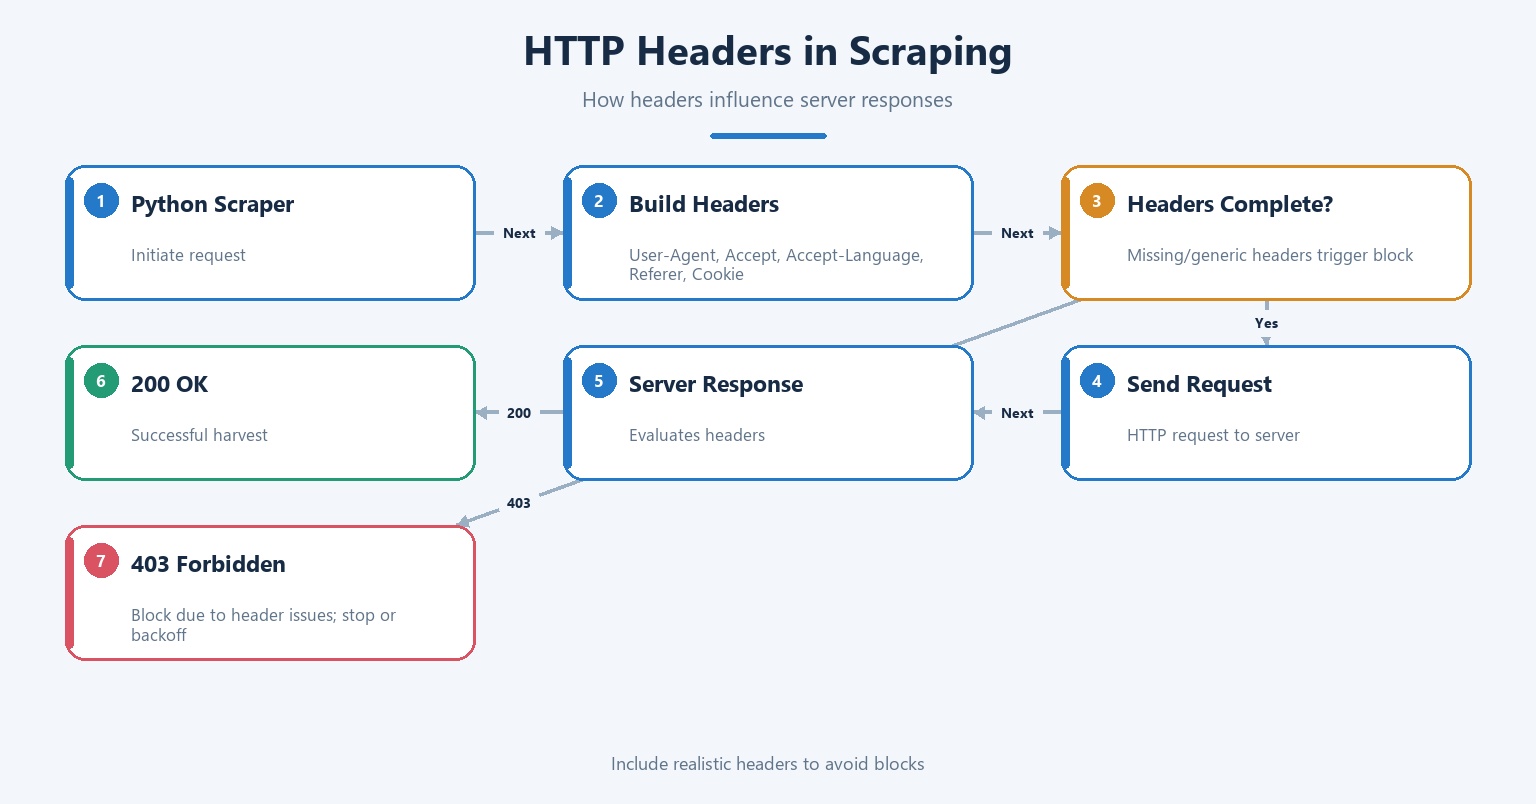 HTTP Headers in Scraping
How headers influence server responses
1
Python Scraper
Initiate request
Next
2
Build Headers
User-Agent, Accept, Accept-Language,
Referer, Cookie
Next
3
Headers Complete?
Missing/generic headers trigger block
Yes
4
Send Request
HTTP request to server
Next
5
Server Response
Evaluates headers
200
6
200 OK
Successful harvest
403
7
403 Forbidden
Block due to header issues; stop or
backoff
Include realistic headers to avoid blocks